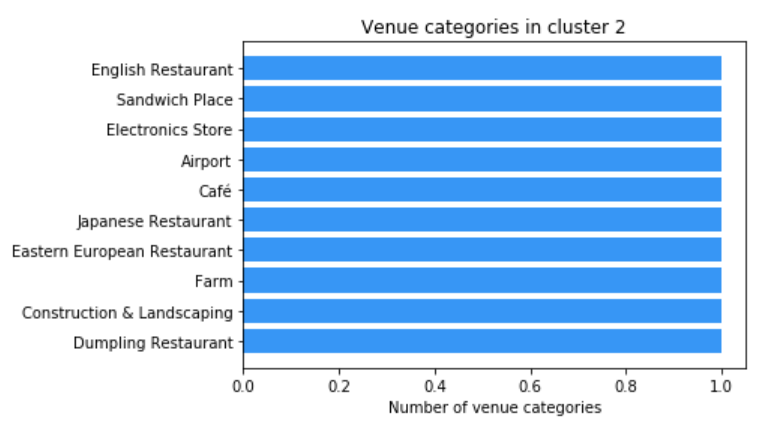 Venue categories in cluster 2
English Restaurant
Sandwich Place
Electronics Store
Airport
Café
Japanese Restaurant
Eastern European Restaurant
Farm
Construction & Landscaping
Dumpling Restaurant
0.0 0.2 0.4 0.6 0.8 1.0
Number of venue categories